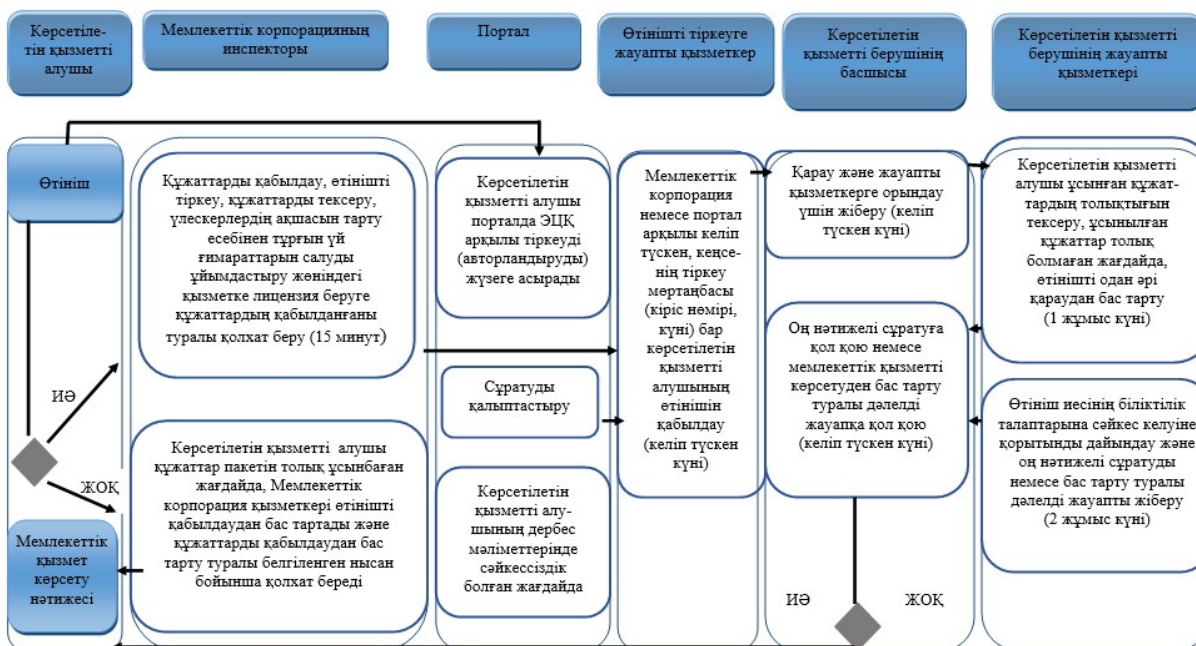 Көрсетіле-
тін қызметті
алушы
Мемлекеттік корпорацияның
инспекторы
Портал
Өтінішті тіркеуге
жауапты қызметкер
Көрсетілетін
қызметті берушінің
басшысы
Көрсетілетін қызметті
берушінің жауапты
қызметкері
Өтініш
Құжаттарды қабылдау, өтінішті
тіркеу, құжаттарды тексеру,
үлескерлердің ақшасын тарту
есебінен тұрғын үй
ғимараттарын салуды
ұйымдастыру жөніндегі
қызметке лицензия беруге
құжаттардың қабылданғаны
туралы қолхат беру (15 минут)
Көрсетілетін
қызметті алушы
порталда ЭЦҚ
арқылы тіркеуді
(авторландыруды)
жүзеге асырады
Мемлекеттік
корпорация
немесе портал
арқылы келіп
түскен, кеңсе-
нің тіркеу
мөртаңбасы
(кіріс нөмірі,
күні) бар
көрсетілетін
қызметті
алушының
өтінішін
қабылдау
(келіп түскен
күні)
Қарау және жауапты
қызметкерге орындау
үшін жіберу (келіп
түскен күні)
Көрсетілетін қызметті
алушы ұсынған құжат-
тардың толықтығын
тексеру, ұсынылған
құжаттар толық
болмаған жағдайда,
өтінішті одан әрі
қараудан бас тарту
(1 жұмыс күні)
Оң нәтижелі сұратуға
қол қою немесе
мемлекеттік қызметті
көрсетуден бас тарту
туралы дәлелді
жауапқа қол қою
(келіп түскен күні)
Сұратуды
қалыптастыру
ИӘ
ЖОҚ
Көрсетілетін қызметті алушы
құжаттар пакетін толық ұсынбаған
жағдайда, Мемлекеттік
корпорация қызметкері өтінішті
қабылдаудан бас тартады және
құжаттарды қабылдаудан бас
тарту туралы белгіленген нысан
бойынша қолхат береді
Көрсетілетін
қызметті алу-
шының дербес
мәліметтерінде
сәйкессіздік
болған жағдайда
Өтініш иесінің біліктілік
талаптарына сәйкес келуіне
қорытынды дайындау және
оң нәтижелі сұратуды
немесе бас тарту туралы
дәлелді жауапты жіберу
(2 жұмыс күні)
Мемлекеттік
қызмет
көрсету
нәтижесі
ИӘ
ЖОҚ